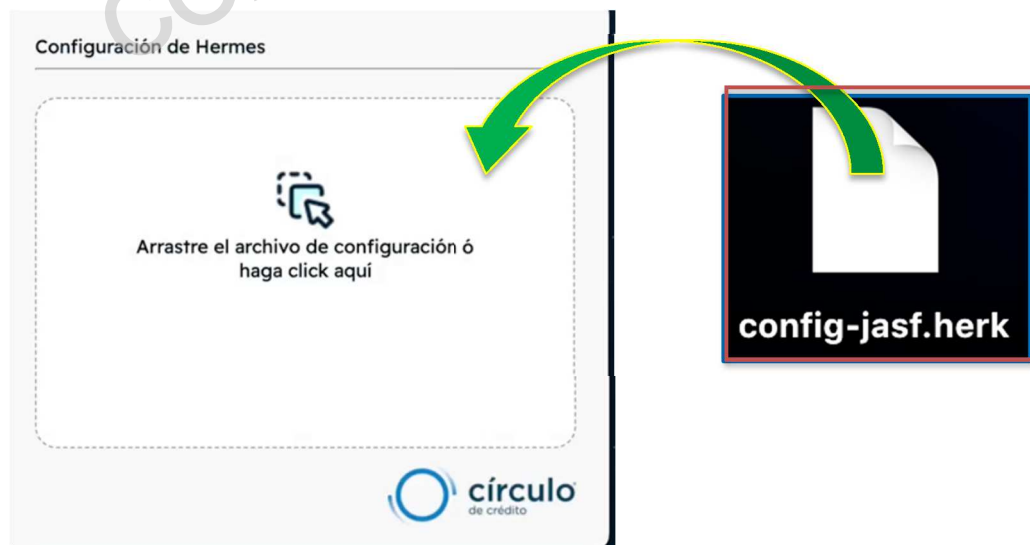 Configuración de Hermes
Arrastre el archivo de configuración ó
haga click aquí
config-jasf.herk
círculo
de crédito